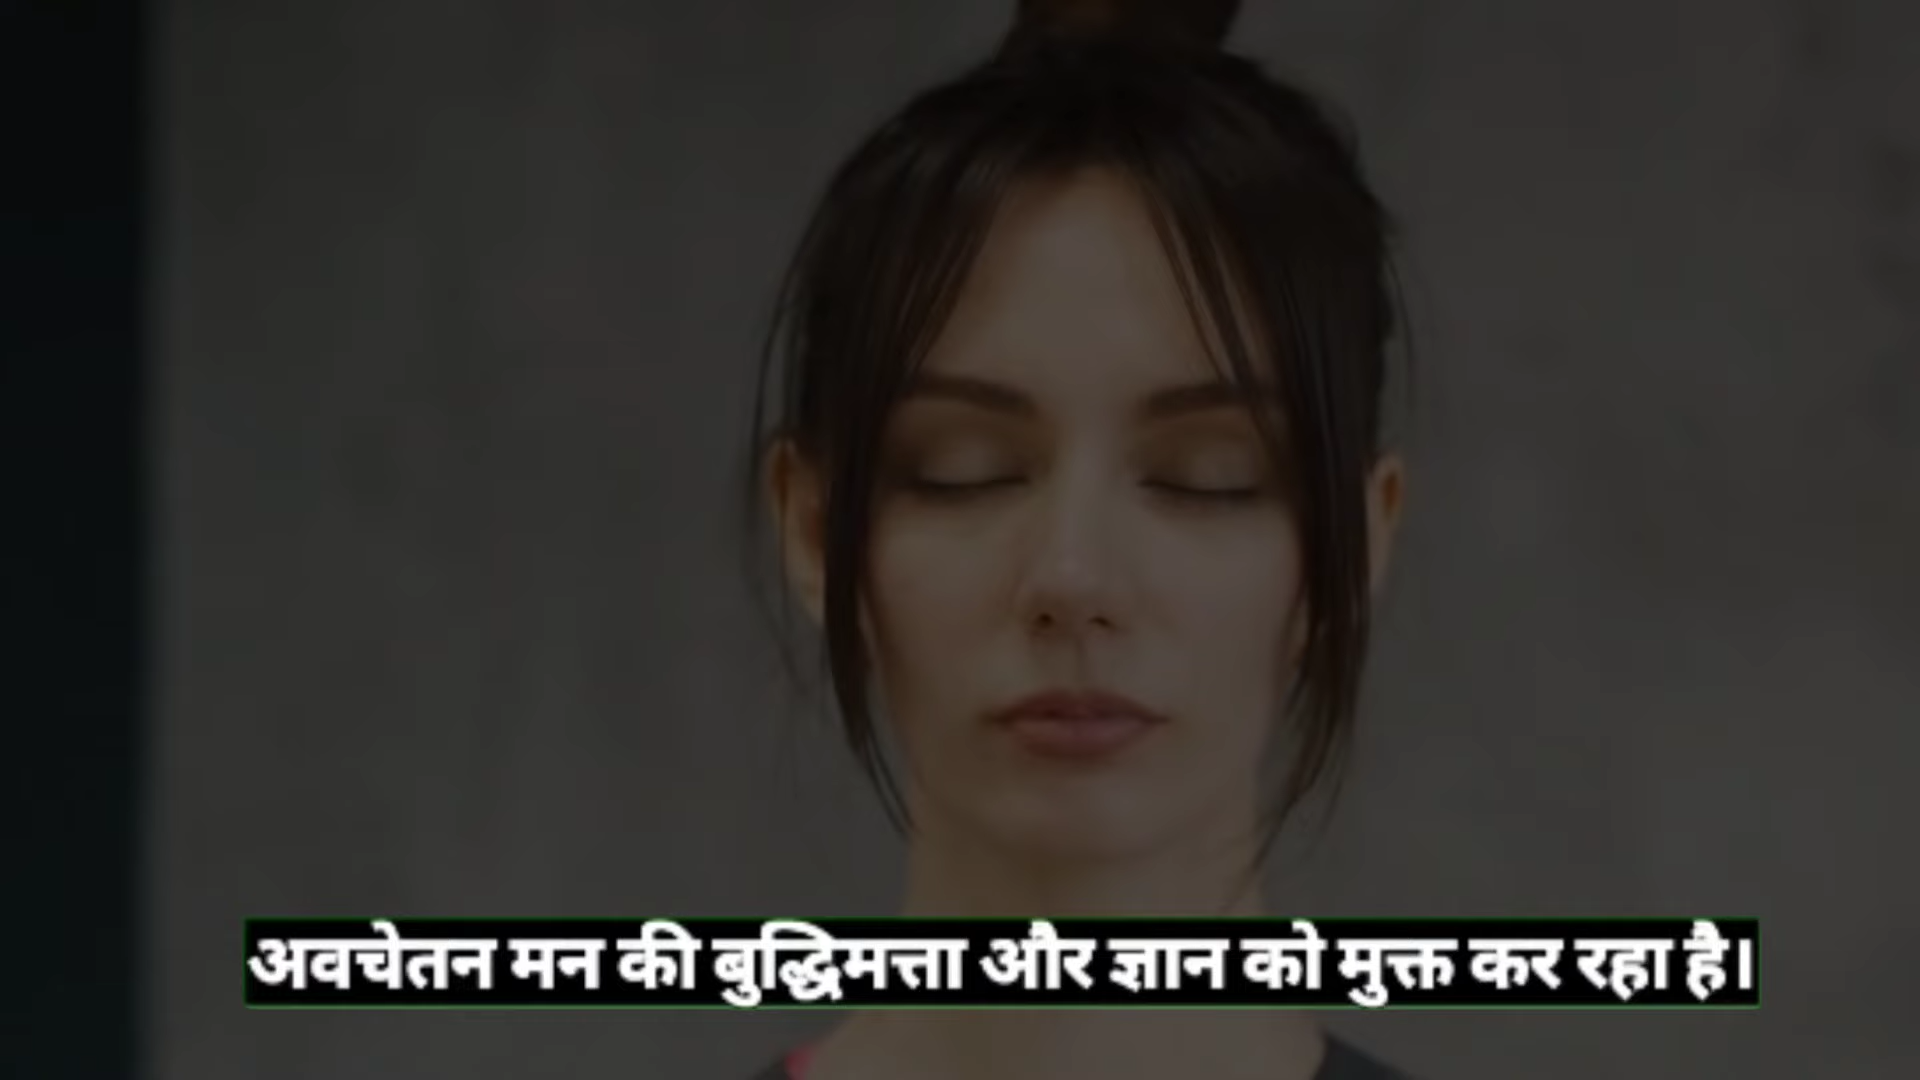 अवचेतन मन की बुद्धिमत्ता और ज्ञान को मुक्त कर रहा है।